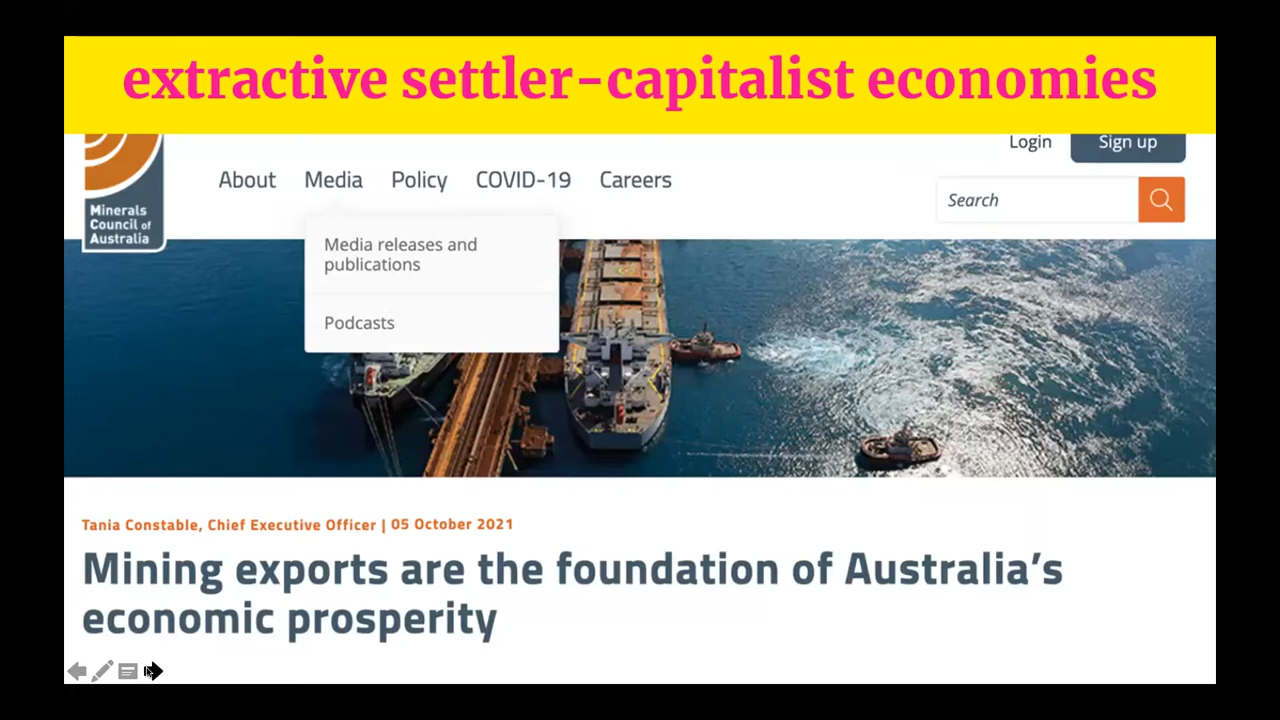 extractive settler-capitalist economies
Login
Sign up
About
Media
Policy
COVID-19
Careers
Search
Minerals
Council of
Australia
Media releases and
publications
Podcasts
Tania Constable, Chief Executive Officer | 05 October 2021
Mining exports are the foundation of Australia's
economic prosperity